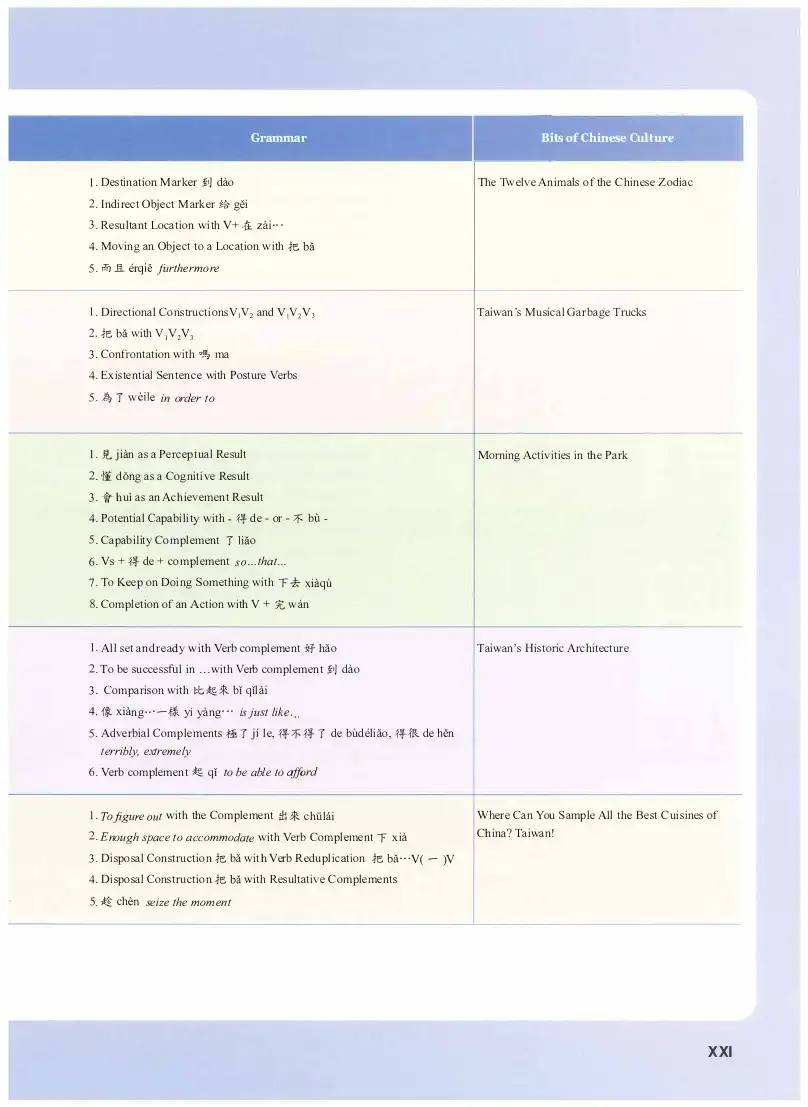 Grammar
Bits of Chinese Culture
1. Destination Marker 到 dào
2. Indirect Object Marker 給 gěi
3. Resultant Location with V+ 在 zài⋯
4. Moving an Object to a Location with 把 bǎ
5. 而且 érqiě furthermore
The Twelve Animals of the Chinese Zodiac
1. Directional Constructions V₁V₂ and V₁V₂V₃
2. 把 bǎ with V₁V₂V₃
3. Confrontation with 嗎 ma
4. Existential Sentence with Posture Verbs
5. 為了 wèile in order to
Taiwan's Musical Garbage Trucks
1. 見 jiàn as a Perceptual Result
2. 懂 dǒng as a Cognitive Result
3. 會 huì as an Achievement Result
4. Potential Capability with - 得 de - or - 不 bù -
5. Capability Complement 了 liǎo
6. Vs + 得 de + complement so...that...
7. To Keep on Doing Something with 下去 xiàqù
8. Completion of an Action with V + 完 wán
Morning Activities in the Park
1. All set and ready with Verb complement 好 hǎo
2. To be successful in ...with Verb complement 到 dào
3. Comparison with 比起來 bǐ qǐlái
4. 像 xiàng⋯一樣 yí yàng⋯ is just like...
5. Adverbial Complements 極了 jí le, 得不得了 de bùdéliǎo, 得很 de hěn
terribly, extremely
6. Verb complement 起 qǐ to be able to afford
Taiwan's Historic Architecture
1. To figure out with the Complement 出來 chūlái
2. Enough space to accommodate with Verb Complement 下 xià
3. Disposal Construction 把 bǎ with Verb Reduplication 把 bǎ⋯V( 一 )V
4. Disposal Construction 把 bǎ with Resultative Complements
5. 趁 chèn seize the moment
Where Can You Sample All the Best Cuisines of
China? Taiwan!
XXI